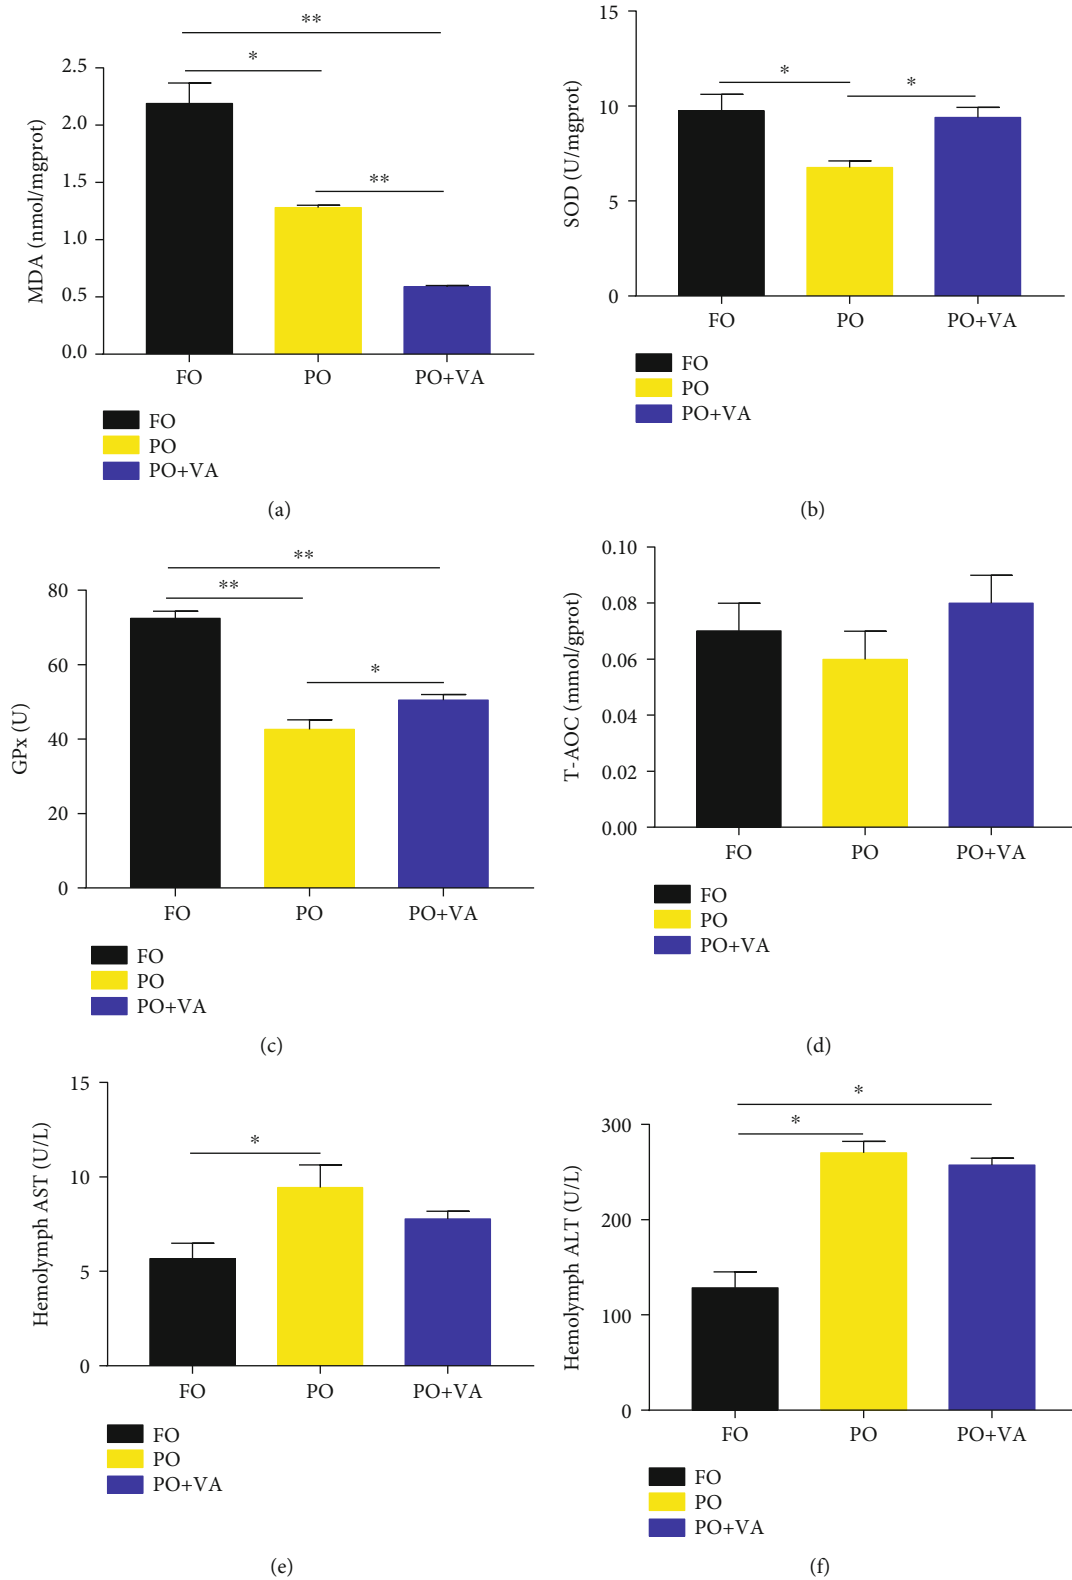 **
*
2.5
2.0
1.5
1.0
0.5
0.0
MDA (nmol/mgprot)
**
FO PO PO+VA
FO
PO
PO+VA
(a)
15
10
5
0
SOD (U/mgprot)
* *
FO PO PO+VA
FO
PO
PO+VA
(b)
**
**
*
80
60
40
20
0
GPx (U)
FO PO PO+VA
FO
PO
PO+VA
(c)
0.10
0.08
0.06
0.04
0.02
0.00
T-AOC (mmol/gprot)
FO PO PO+VA
FO
PO
PO+VA
(d)
15
10
5
0
Hemolymph AST (U/L)
*
FO PO PO+VA
FO
PO
PO+VA
(e)
*
*
300
200
100
0
Hemolymph ALT (U/L)
FO PO PO+VA
FO
PO
PO+VA
(f)